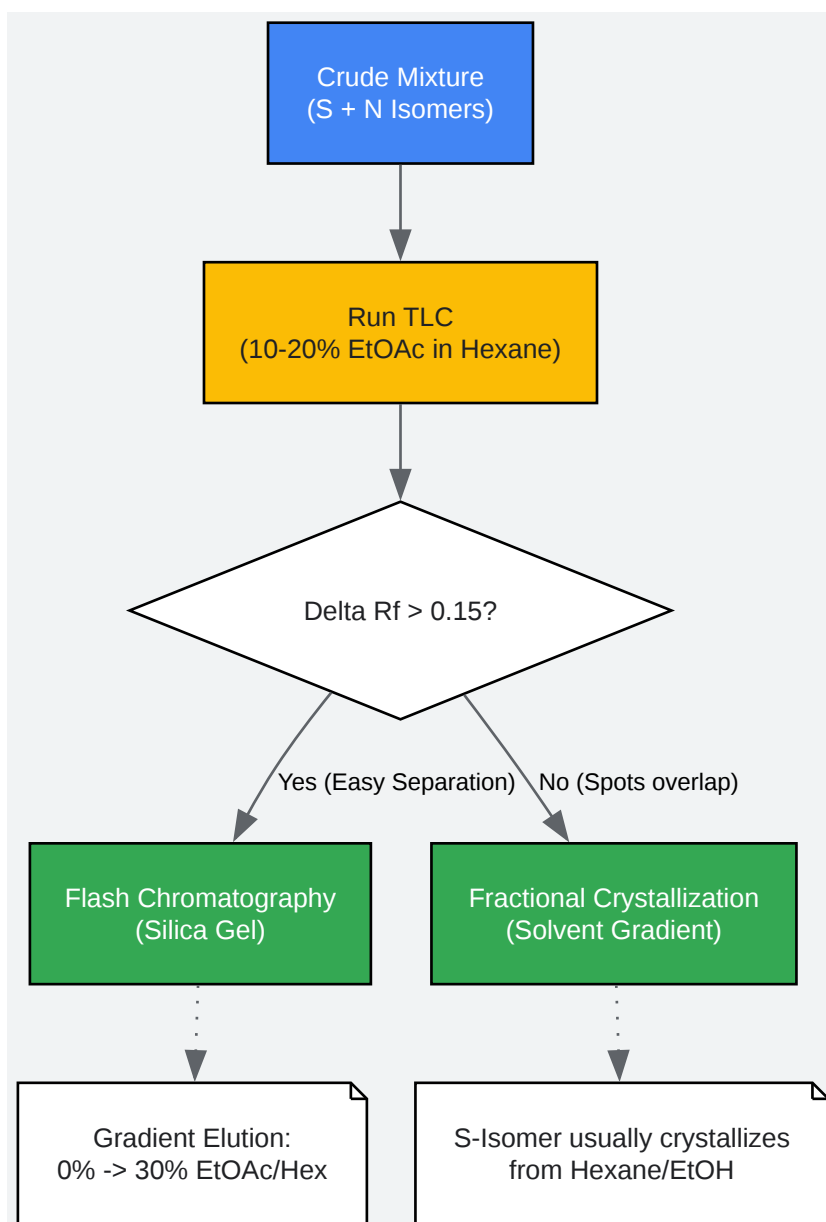 Crude Mixture
(S + N Isomers)
Run TLC
(10-20% EtOAc in Hexane)
Delta Rf > 0.15?
Yes (Easy Separation)
No (Spots overlap)
Flash Chromatography
(Silica Gel)
Fractional Crystallization
(Solvent Gradient)
Gradient Elution:
0% -> 30% EtOAc/Hex
S-Isomer usually crystallizes
from Hexane/EtOH